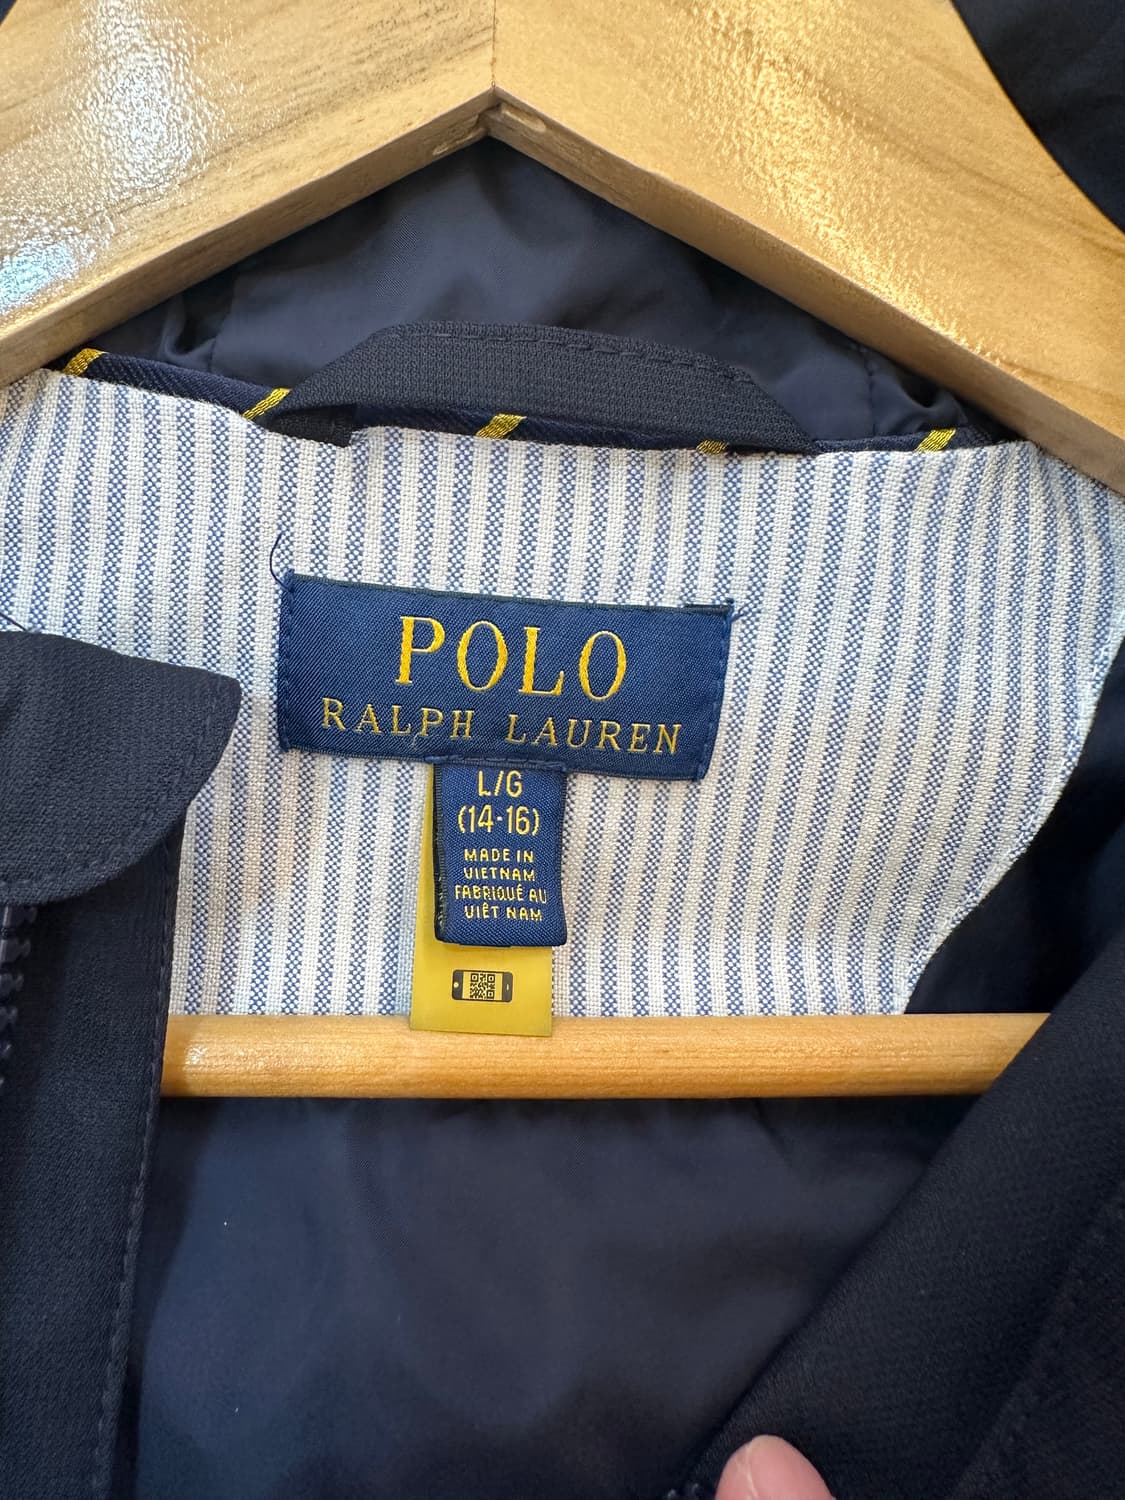 POLO
RALPH LAUREN
L/G
(14-16)
MADE IN
VIETNAM
FABRIQUÉ AU
VIÊT NAM